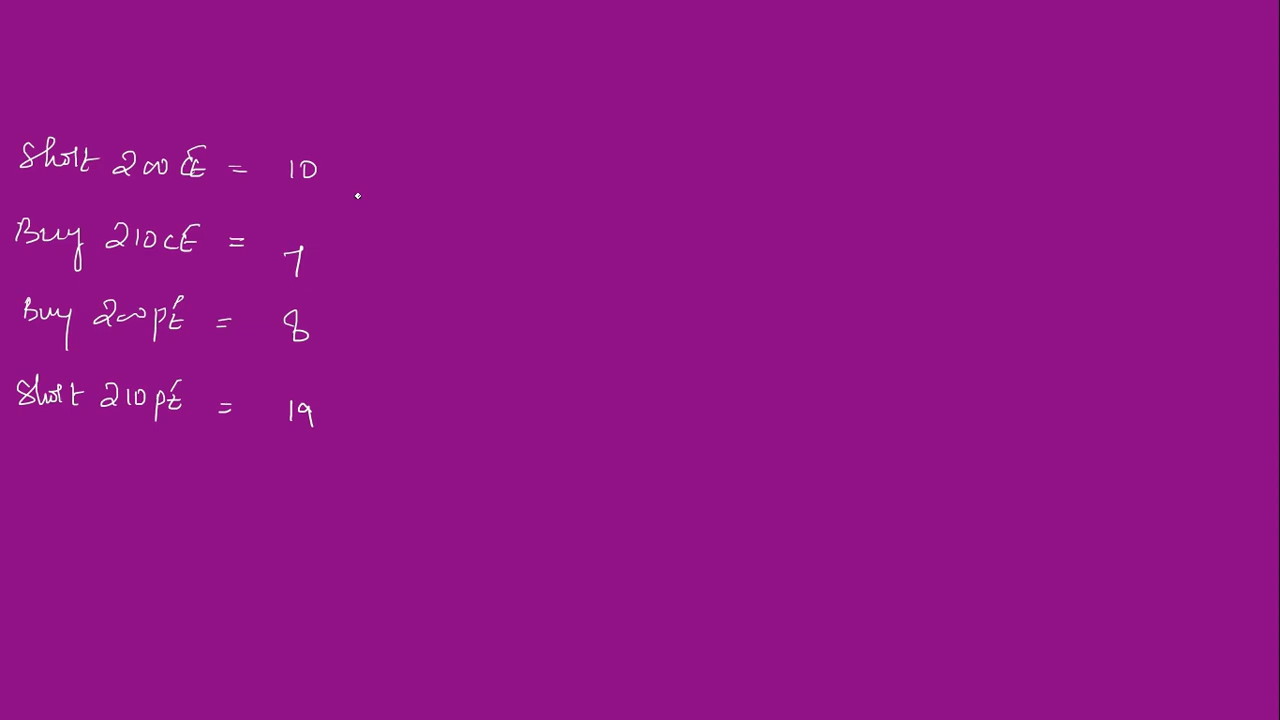 Short 200 CE = 10
Buy 210 CE = 7
Buy 200 PE = 8
Short 210 PE = 19